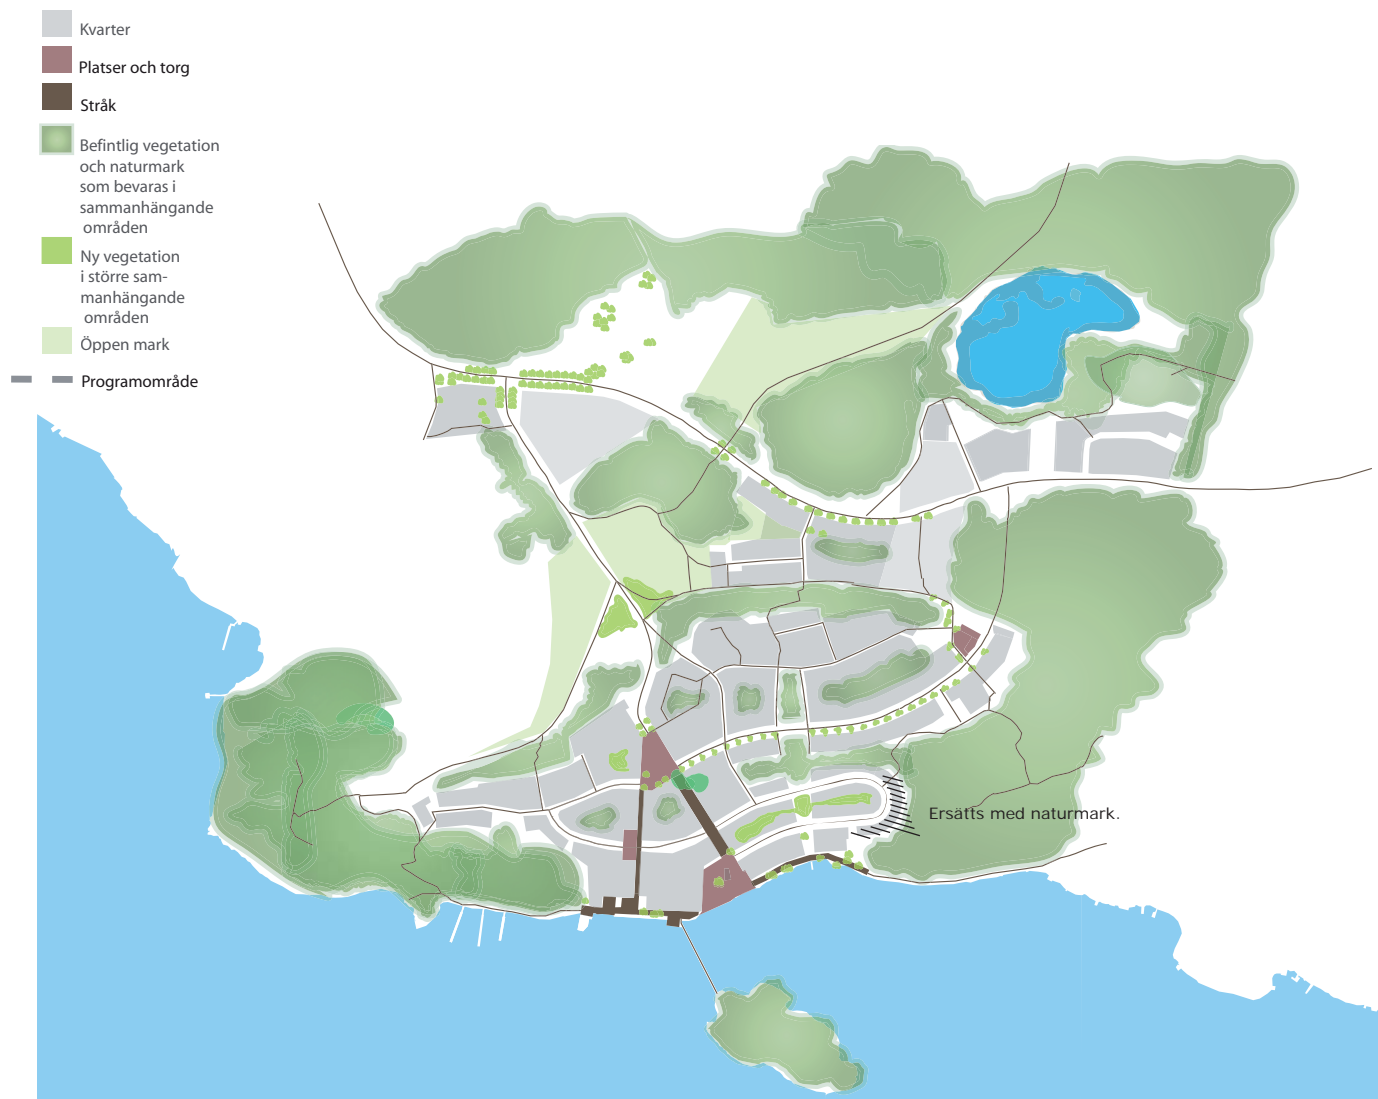 Kvarter
Platser och torg
Stråk
Befintlig vegetation
och naturmark
som bevaras i
sammanhängande
områden
Ny vegetation
i större sam-
manhängande
områden
Öppen mark
Programområde
Ersätts med naturmark.